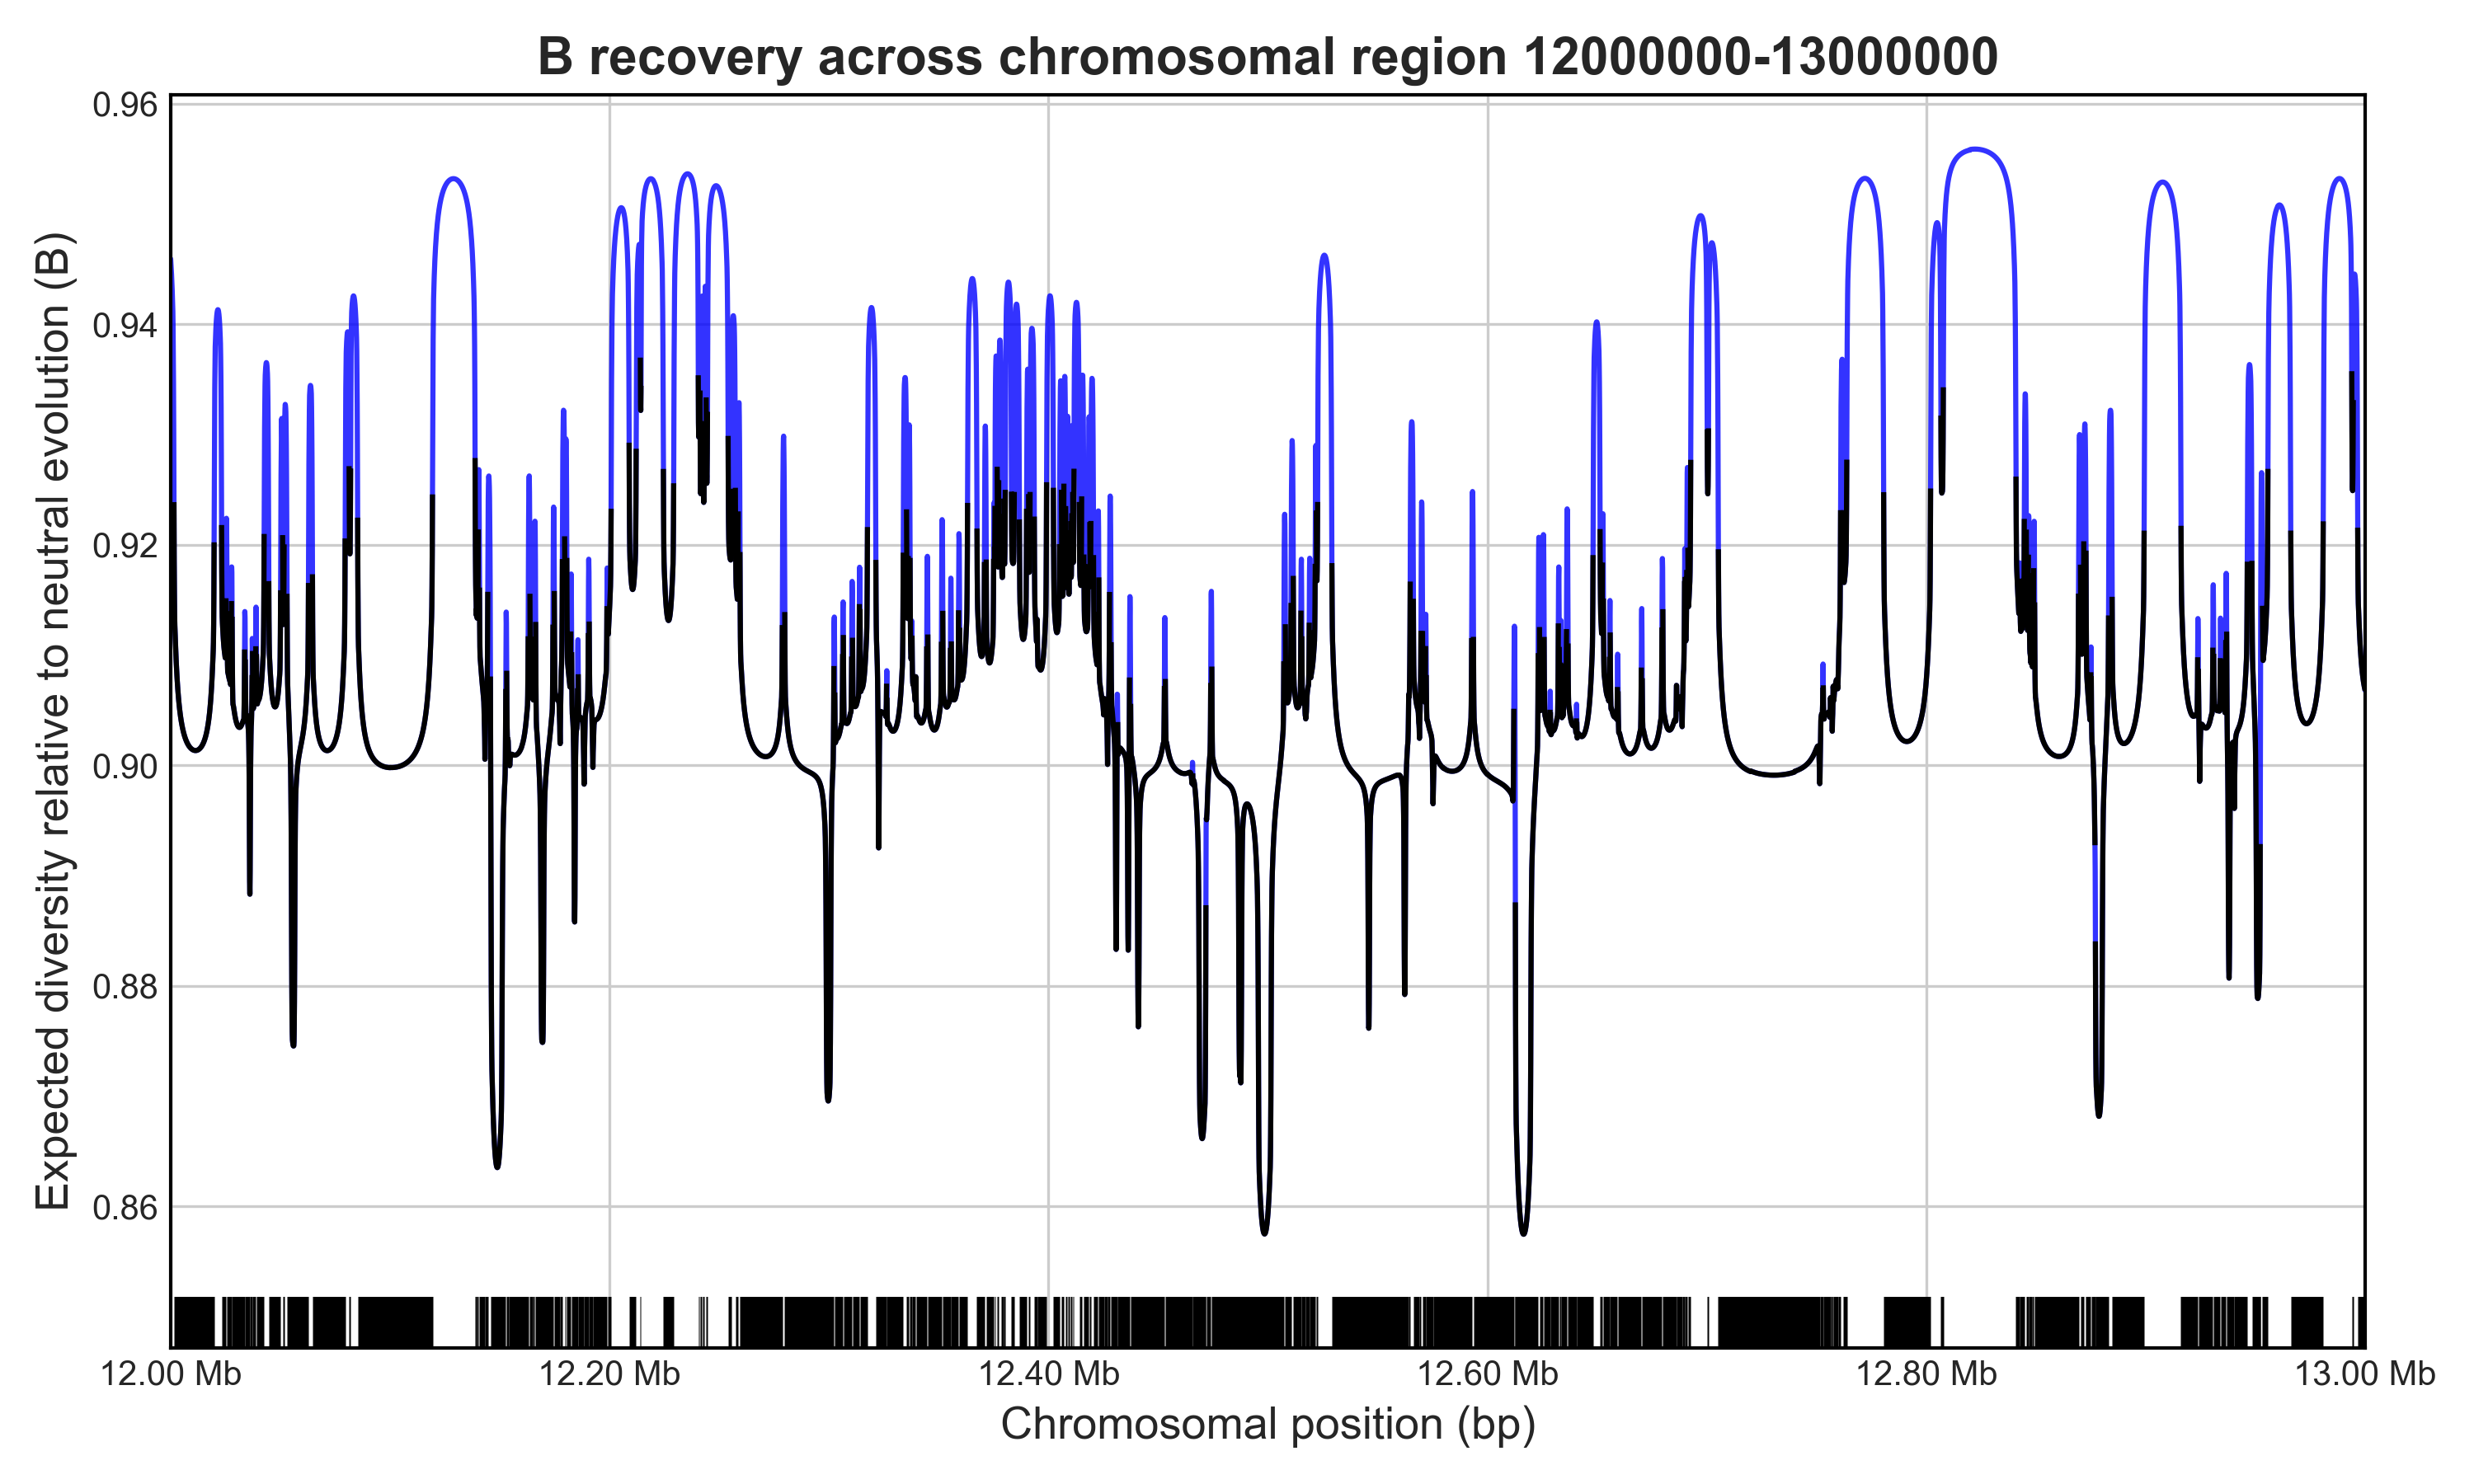 B recovery across chromosomal region 12000000-13000000
Expected diversity relative to neutral evolution (B)
0.96
0.94
0.92
0.90
0.88
0.86
12.00 Mb
12.20 Mb
12.40 Mb
12.60 Mb
12.80 Mb
13.00 Mb
Chromosomal position (bp)